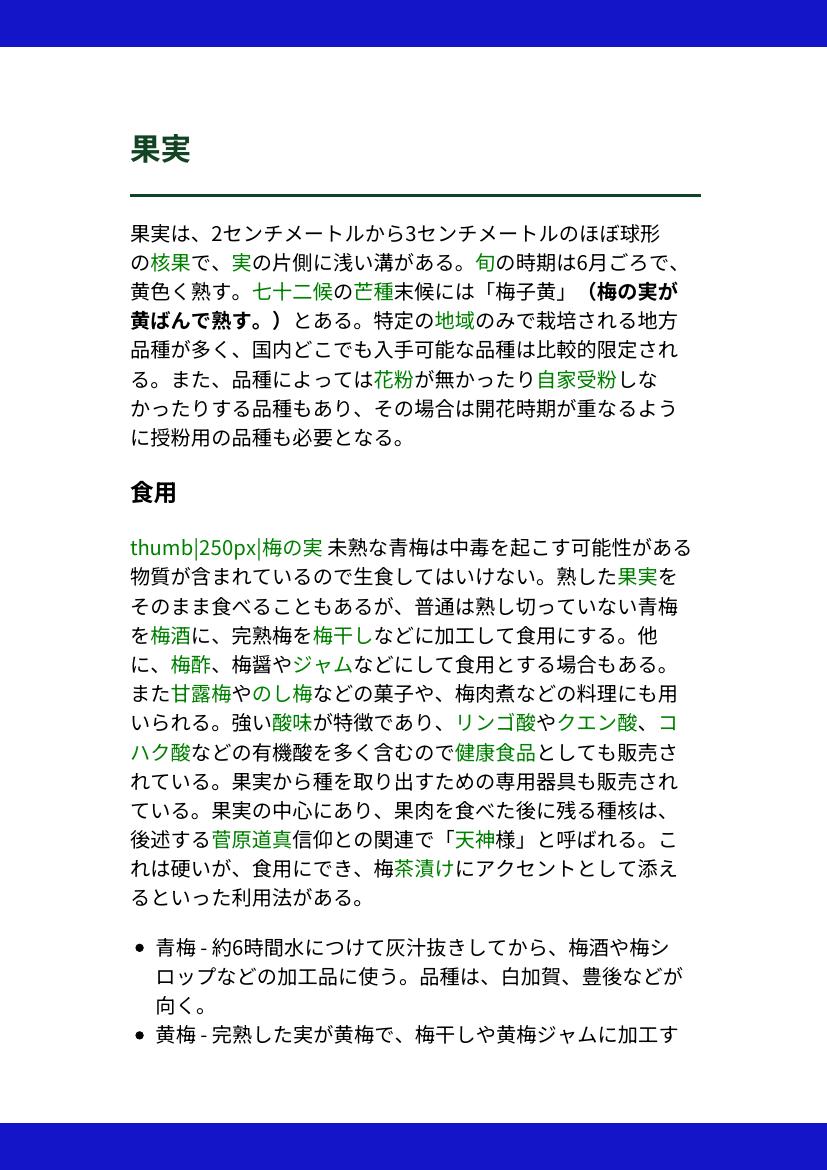 果実
果実は、2センチメートルから3センチメートルのほぼ球形
の核果で、実の片側に浅い溝がある。旬の時期は6月ごろで、
黄色く熟す。七十二候の芒種末候には「梅子黄」（梅の実が
黄ばんで熟す。）とある。特定の地域のみで栽培される地方
品種が多く、国内どこでも入手可能な品種は比較的限定され
る。また、品種によっては花粉が無かったり自家受粉しな
かったりする品種もあり、その場合は開花時期が重なるよう
に授粉用の品種も必要となる。
食用
thumb|250px|梅の実 未熟な青梅は中毒を起こす可能性がある
物質が含まれているので生食してはいけない。熟した果実を
そのまま食べることもあるが、普通は熟し切っていない青梅
を梅酒に、完熟梅を梅干しなどに加工して食用にする。他
に、梅酢、梅醤やジャムなどにして食用とする場合もある。
また甘露梅やのし梅などの菓子や、梅肉煮などの料理にも用
いられる。強い酸味が特徴であり、リンゴ酸やクエン酸、コ
ハク酸などの有機酸を多く含むので健康食品としても販売さ
れている。果実から種を取り出すための専用器具も販売され
ている。果実の中心にあり、果肉を食べた後に残る種核は、
後述する菅原道真信仰との関連で「天神様」と呼ばれる。こ
れは硬いが、食用にでき、梅茶漬けにアクセントとして添え
るといった利用法がある。
• 青梅 - 約6時間水につけて灰汁抜きしてから、梅酒や梅シ
ロップなどの加工品に使う。品種は、白加賀、豊後などが
向く。
• 黄梅 - 完熟した実が黄梅で、梅干しや黄梅ジャムに加工す